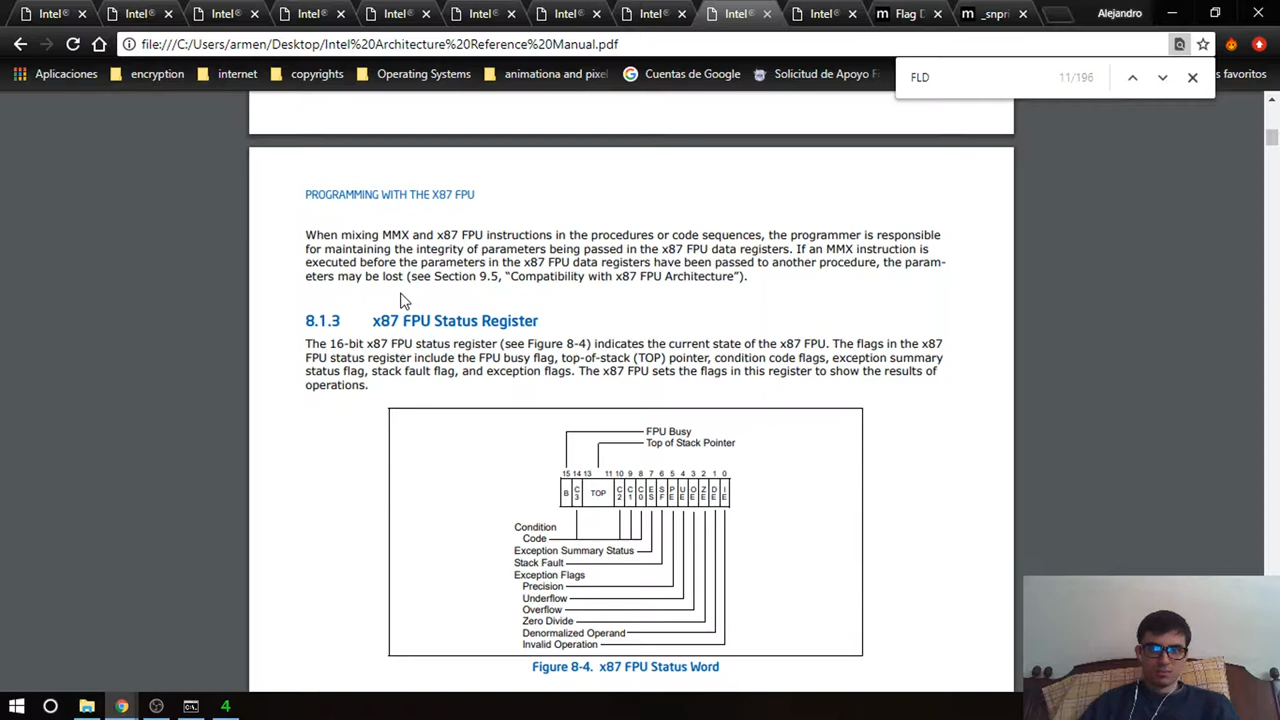 Intel® Intel® Intel® Intel® Intel® Intel® Intel® Intel® Intel® Intel® Flag D _snpri Alejandro
file:///C:/Users/armen/Desktop/Intel%20Architecture%20Reference%20Manual.pdf
Aplicaciones encryption internet copyrights Operating Systems animationa and pixel Cuentas de Google Solicitud de Apoyo Fi s favoritos
FLD 11/196
PROGRAMMING WITH THE X87 FPU
When mixing MMX and x87 FPU instructions in the procedures or code sequences, the programmer is responsible
for maintaining the integrity of parameters being passed in the x87 FPU data registers. If an MMX instruction is
executed before the parameters in the x87 FPU data registers have been passed to another procedure, the param-
eters may be lost (see Section 9.5, “Compatibility with x87 FPU Architecture”).
8.1.3 x87 FPU Status Register
The 16-bit x87 FPU status register (see Figure 8-4) indicates the current state of the x87 FPU. The flags in the x87
FPU status register include the FPU busy flag, top-of-stack (TOP) pointer, condition code flags, exception summary
status flag, stack fault flag, and exception flags. The x87 FPU sets the flags in this register to show the results of
operations.
FPU Busy
Top of Stack Pointer
15 14 13 11 10 9 8 7 6 5 4 3 2 1 0
B C3 TOP C2 C1 C0 ES SF PE UE OE ZE DE IE
Condition
Code
Exception Summary Status
Stack Fault
Exception Flags
Precision
Underflow
Overflow
Zero Divide
Denormalized Operand
Invalid Operation
Figure 8-4. x87 FPU Status Word